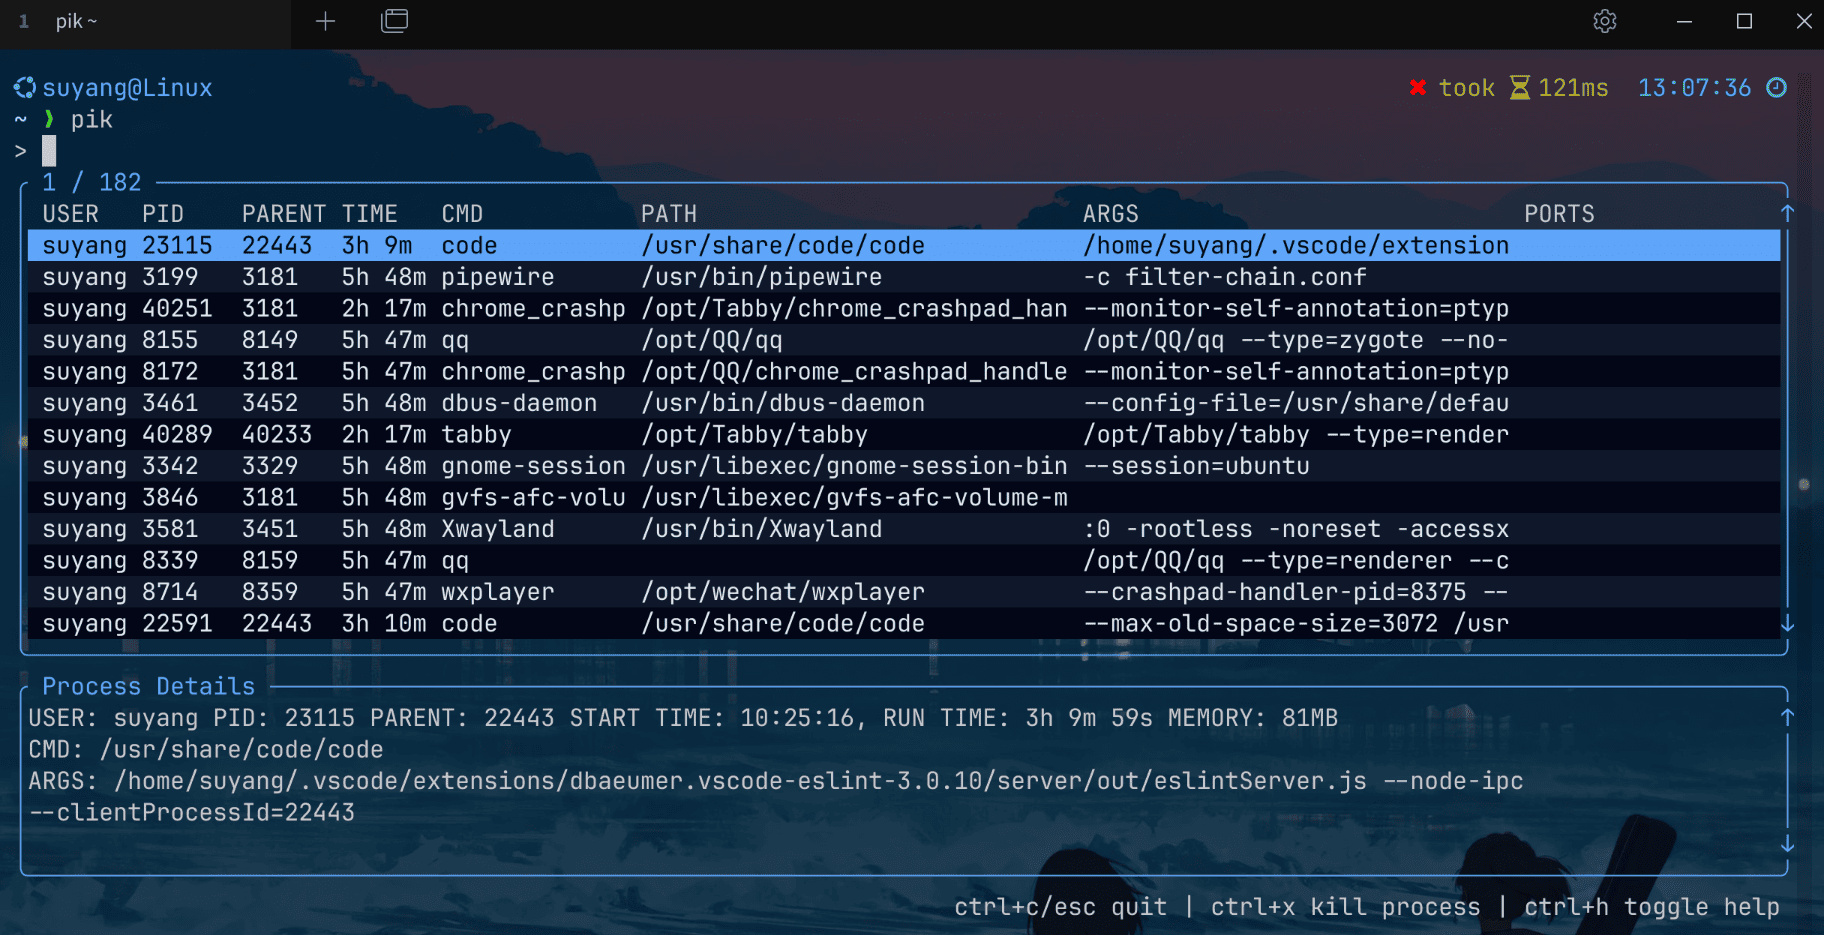 1 pik ~
suyang@Linux ✖ took ⌛ 121ms 13:07:36
~ ❯ pik
>
1 / 182
USER PID PARENT TIME CMD PATH ARGS PORTS
suyang 23115 22443 3h 9m code /usr/share/code/code /home/suyang/.vscode/extension
suyang 3199 3181 5h 48m pipewire /usr/bin/pipewire -c filter-chain.conf
suyang 40251 3181 2h 17m chrome_crashp /opt/Tabby/chrome_crashpad_han --monitor-self-annotation=ptyp
suyang 8155 8149 5h 47m qq /opt/QQ/qq /opt/QQ/qq --type=zygote --no-
suyang 8172 3181 5h 47m chrome_crashp /opt/QQ/chrome_crashpad_handle --monitor-self-annotation=ptyp
suyang 3461 3452 5h 48m dbus-daemon /usr/bin/dbus-daemon --config-file=/usr/share/defau
suyang 40289 40233 2h 17m tabby /opt/Tabby/tabby /opt/Tabby/tabby --type=render
suyang 3342 3329 5h 48m gnome-session /usr/libexec/gnome-session-bin --session=ubuntu
suyang 3846 3181 5h 48m gvfs-afc-volu /usr/libexec/gvfs-afc-volume-m
suyang 3581 3451 5h 48m Xwayland /usr/bin/Xwayland :0 -rootless -noreset -accessx
suyang 8339 8159 5h 47m qq /opt/QQ/qq --type=renderer --c
suyang 8714 8359 5h 47m wxplayer /opt/wechat/wxplayer --crashpad-handler-pid=8375 --
suyang 22591 22443 3h 10m code /usr/share/code/code --max-old-space-size=3072 /usr
Process Details
USER: suyang PID: 23115 PARENT: 22443 START TIME: 10:25:16, RUN TIME: 3h 9m 59s MEMORY: 81MB
CMD: /usr/share/code/code
ARGS: /home/suyang/.vscode/extensions/dbaeumer.vscode-eslint-3.0.10/server/out/eslintServer.js --node-ipc
--clientProcessId=22443
ctrl+c/esc quit | ctrl+x kill process | ctrl+h toggle help